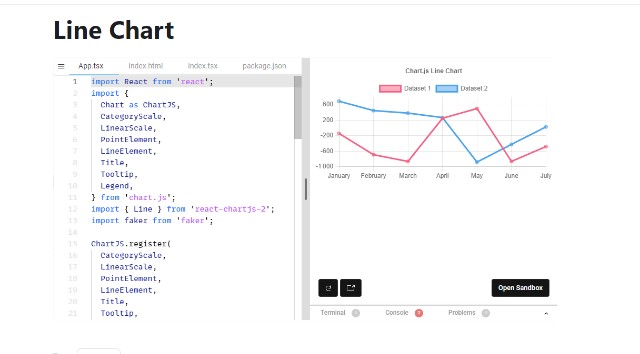 Line Chart
App.tsx index.html index.tsx package.json
1 import React from 'react';
2 import {
3 Chart as ChartJS,
4 CategoryScale,
5 LinearScale,
6 PointElement,
7 LineElement,
8 Title,
9 Tooltip,
10 Legend,
11 } from 'chart.js';
12 import { Line } from 'react-chartjs-2';
13 import faker from 'faker';
14
15 ChartJS.register(
16 CategoryScale,
17 LinearScale,
18 PointElement,
19 LineElement,
20 Title,
21 Tooltip,
Chart.js Line Chart
Dataset 1 Dataset 2
600
200
-200
-600
-1 000
January February March April May June July
Open Sandbox
Terminal Console Problems